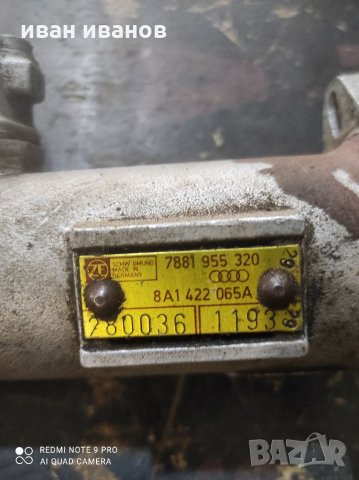 иван иванов
ZF SCHW. GMÜND 7881 955 320
MADE IN
GERMANY
8A1 422 065A
280036 1193
REDMI NOTE 9 PRO
AI QUAD CAMERA
BAZAR